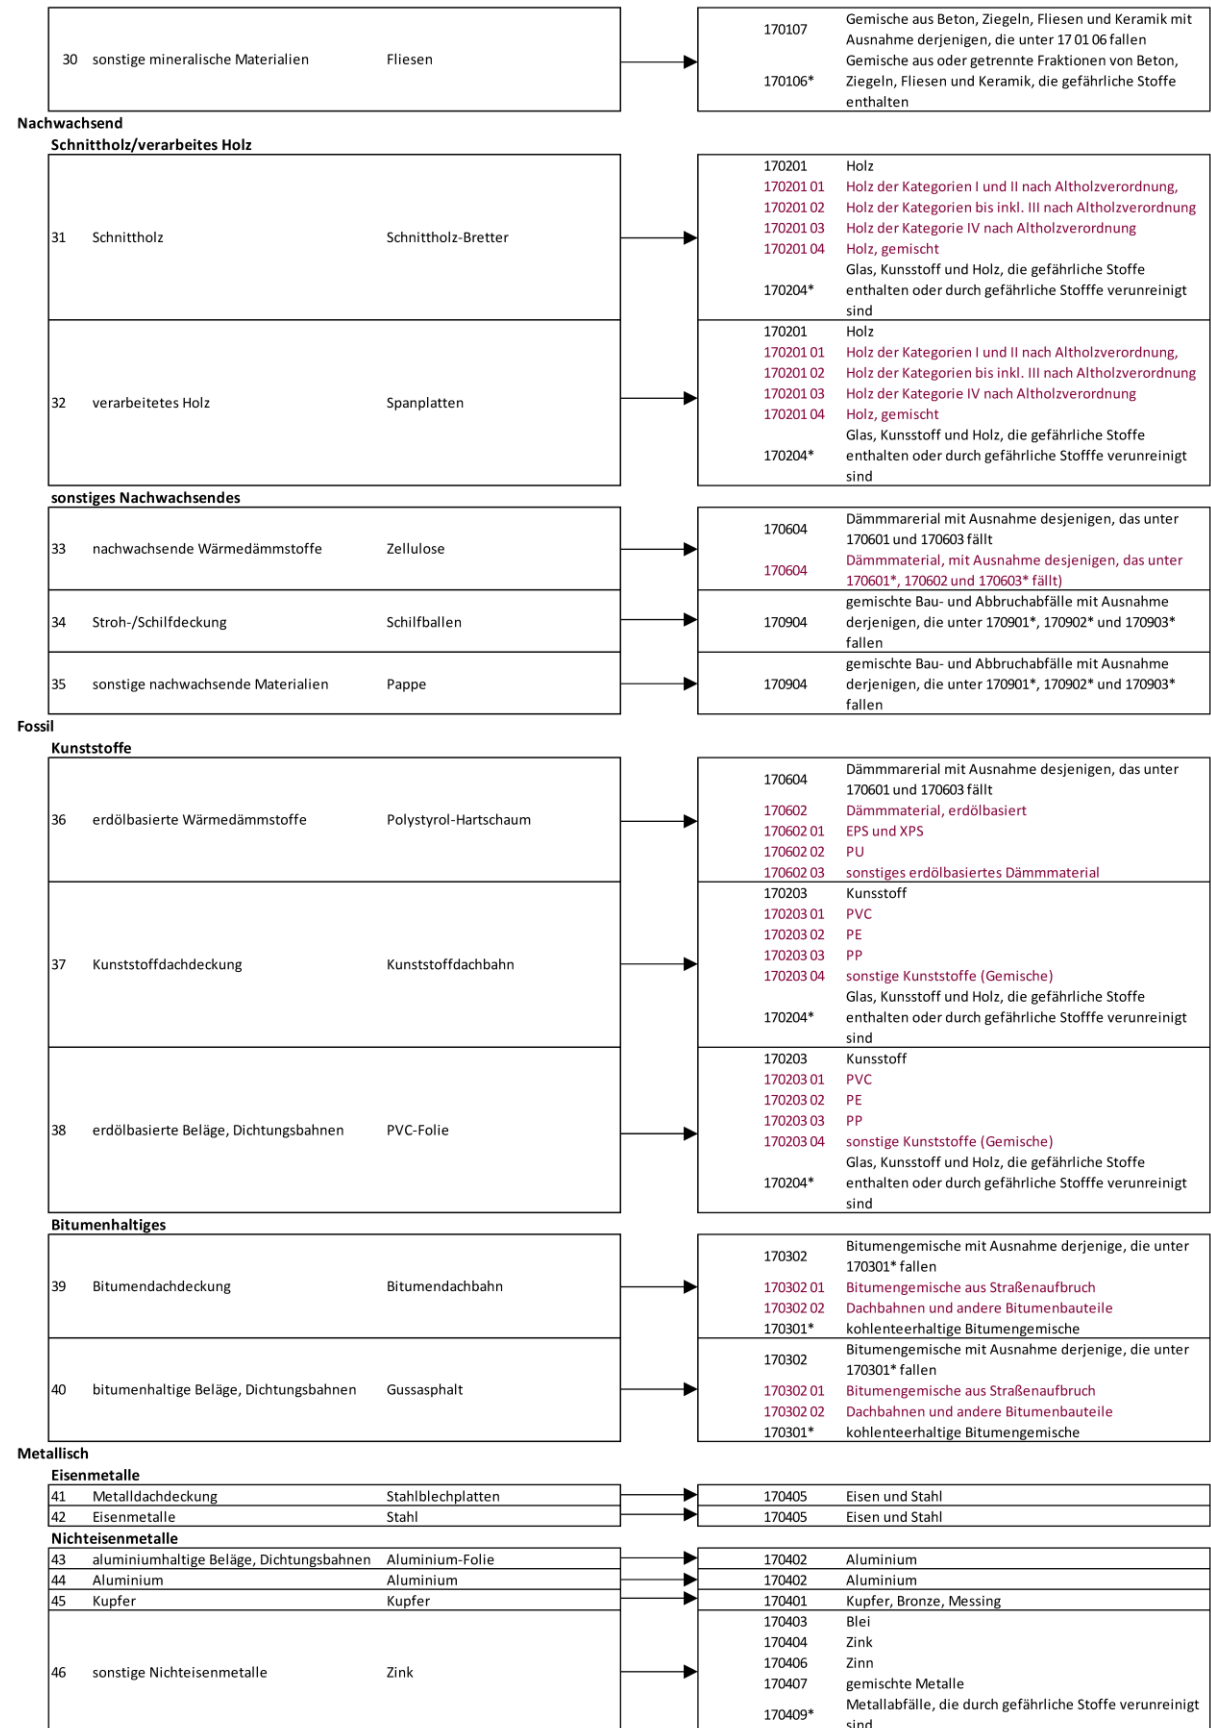 170107 Gemische aus Beton, Ziegeln, Fliesen und Keramik mit
Ausnahme derjenigen, die unter 17 01 06 fallen
30 sonstige mineralische Materialien Fliesen
Gemische aus oder getrennte Fraktionen von Beton,
170106* Ziegeln, Fliesen und Keramik, die gefährliche Stoffe
enthalten
Nachwachsend
Schnittholz/verarbeites Holz
170201 Holz
170201 01 Holz der Kategorien I und II nach Altholzverordnung,
170201 02 Holz der Kategorien bis inkl. III nach Altholzverordnung
31 Schnittholz Schnittholz-Bretter
170201 03 Holz der Kategorie IV nach Altholzverordnung
170201 04 Holz, gemischt
Glas, Kunsstoff und Holz, die gefährliche Stoffe
170204* enthalten oder durch gefährliche Stofffe verunreinigt
sind
170201 Holz
170201 01 Holz der Kategorien I und II nach Altholzverordnung,
170201 02 Holz der Kategorien bis inkl. III nach Altholzverordnung
170201 03 Holz der Kategorie IV nach Altholzverordnung
32 verarbeitetes Holz Spanplatten
170201 04 Holz, gemischt
Glas, Kunsstoff und Holz, die gefährliche Stoffe
170204* enthalten oder durch gefährliche Stofffe verunreinigt
sind
sonstiges Nachwachsendes
170604 Dämmmarerial mit Ausnahme desjenigen, das unter
170601 und 170603 fällt
33 nachwachsende Wärmedämmstoffe Zellulose
170604 Dämmmaterial, mit Ausnahme desjenigen, das unter
170601*, 170602 und 170603* fällt)
gemischte Bau- und Abbruchabfälle mit Ausnahme
34 Stroh-/Schilfdeckung Schilfballen 170904 derjenigen, die unter 170901*, 170902* und 170903*
fallen
gemischte Bau- und Abbruchabfälle mit Ausnahme
35 sonstige nachwachsende Materialien Pappe 170904 derjenigen, die unter 170901*, 170902* und 170903*
fallen
Fossil
Kunststoffe
170604 Dämmmarerial mit Ausnahme desjenigen, das unter
170601 und 170603 fällt
170602 Dämmmaterial, erdölbasiert
36 erdölbasierte Wärmedämmstoffe Polystyrol-Hartschaum
170602 01 EPS und XPS
170602 02 PU
170602 03 sonstiges erdölbasiertes Dämmmaterial
170203 Kunsstoff
170203 01 PVC
170203 02 PE
170203 03 PP
37 Kunststoffdachdeckung Kunststoffdachbahn
170203 04 sonstige Kunststoffe (Gemische)
Glas, Kunsstoff und Holz, die gefährliche Stoffe
170204* enthalten oder durch gefährliche Stofffe verunreinigt
sind
170203 Kunsstoff
170203 01 PVC
170203 02 PE
170203 03 PP
38 erdölbasierte Beläge, Dichtungsbahnen PVC-Folie
170203 04 sonstige Kunststoffe (Gemische)
Glas, Kunsstoff und Holz, die gefährliche Stoffe
170204* enthalten oder durch gefährliche Stofffe verunreinigt
sind
Bitumenhaltiges
170302 Bitumengemische mit Ausnahme derjenige, die unter
170301* fallen
39 Bitumendachdeckung Bitumendachbahn 170302 01 Bitumengemische aus Straßenaufbruch
170302 02 Dachbahnen und andere Bitumenbauteile
170301* kohlenteerhaltige Bitumengemische
170302 Bitumengemische mit Ausnahme derjenige, die unter
170301* fallen
40 bitumenhaltige Beläge, Dichtungsbahnen Gussasphalt 170302 01 Bitumengemische aus Straßenaufbruch
170302 02 Dachbahnen und andere Bitumenbauteile
170301* kohlenteerhaltige Bitumengemische
Metallisch
Eisenmetalle
41 Metalldachdeckung Stahlblechplatten 170405 Eisen und Stahl
42 Eisenmetalle Stahl 170405 Eisen und Stahl
Nichteisenmetalle
43 aluminiumhaltige Beläge, Dichtungsbahnen Aluminium-Folie 170402 Aluminium
44 Aluminium Aluminium 170402 Aluminium
45 Kupfer Kupfer 170401 Kupfer, Bronze, Messing
170403 Blei
170404 Zink
46 sonstige Nichteisenmetalle Zink 170406 Zinn
170407 gemischte Metalle
170409* Metallabfälle, die durch gefährliche Stoffe verunreinigt
sind